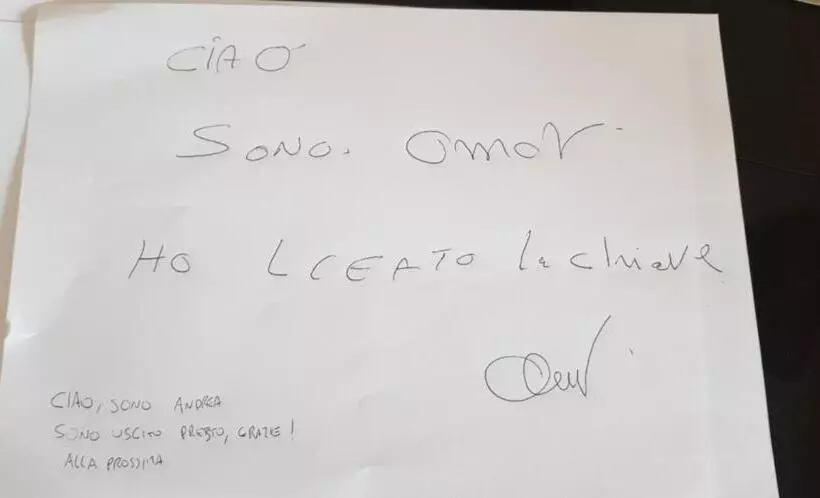 CIAO
SONO. Omar.
HO LCEATO la chiave
CIAO, SONO ANDREA
SONO USCITO PRESTO, GRAZIE!
ALLA PROSSIMA